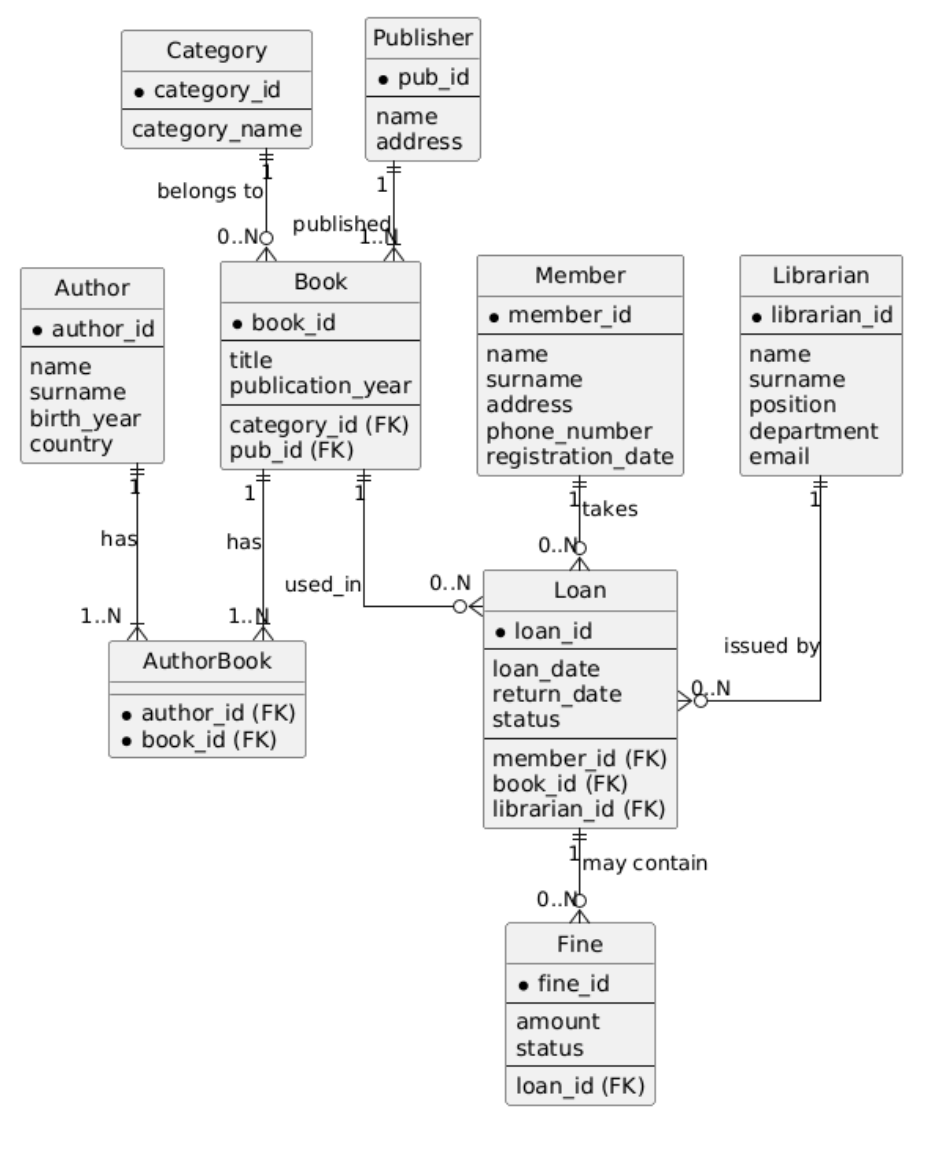 Category
category_id
category_name
Publisher
pub_id
name
address
1
belongs to
0..N
1
published
1..N
Author
author_id
name
surname
birth_year
country
Book
book_id
title
publication_year
category_id (FK)
pub_id (FK)
Member
member_id
name
surname
address
phone_number
registration_date
Librarian
librarian_id
name
surname
position
department
email
1
has
1..N
1
has
1..N
1
used_in
0..N
1
takes
0..N
1
issued by
0..N
AuthorBook
author_id (FK)
book_id (FK)
Loan
loan_id
loan_date
return_date
status
member_id (FK)
book_id (FK)
librarian_id (FK)
1
may contain
0..N
Fine
fine_id
amount
status
loan_id (FK)